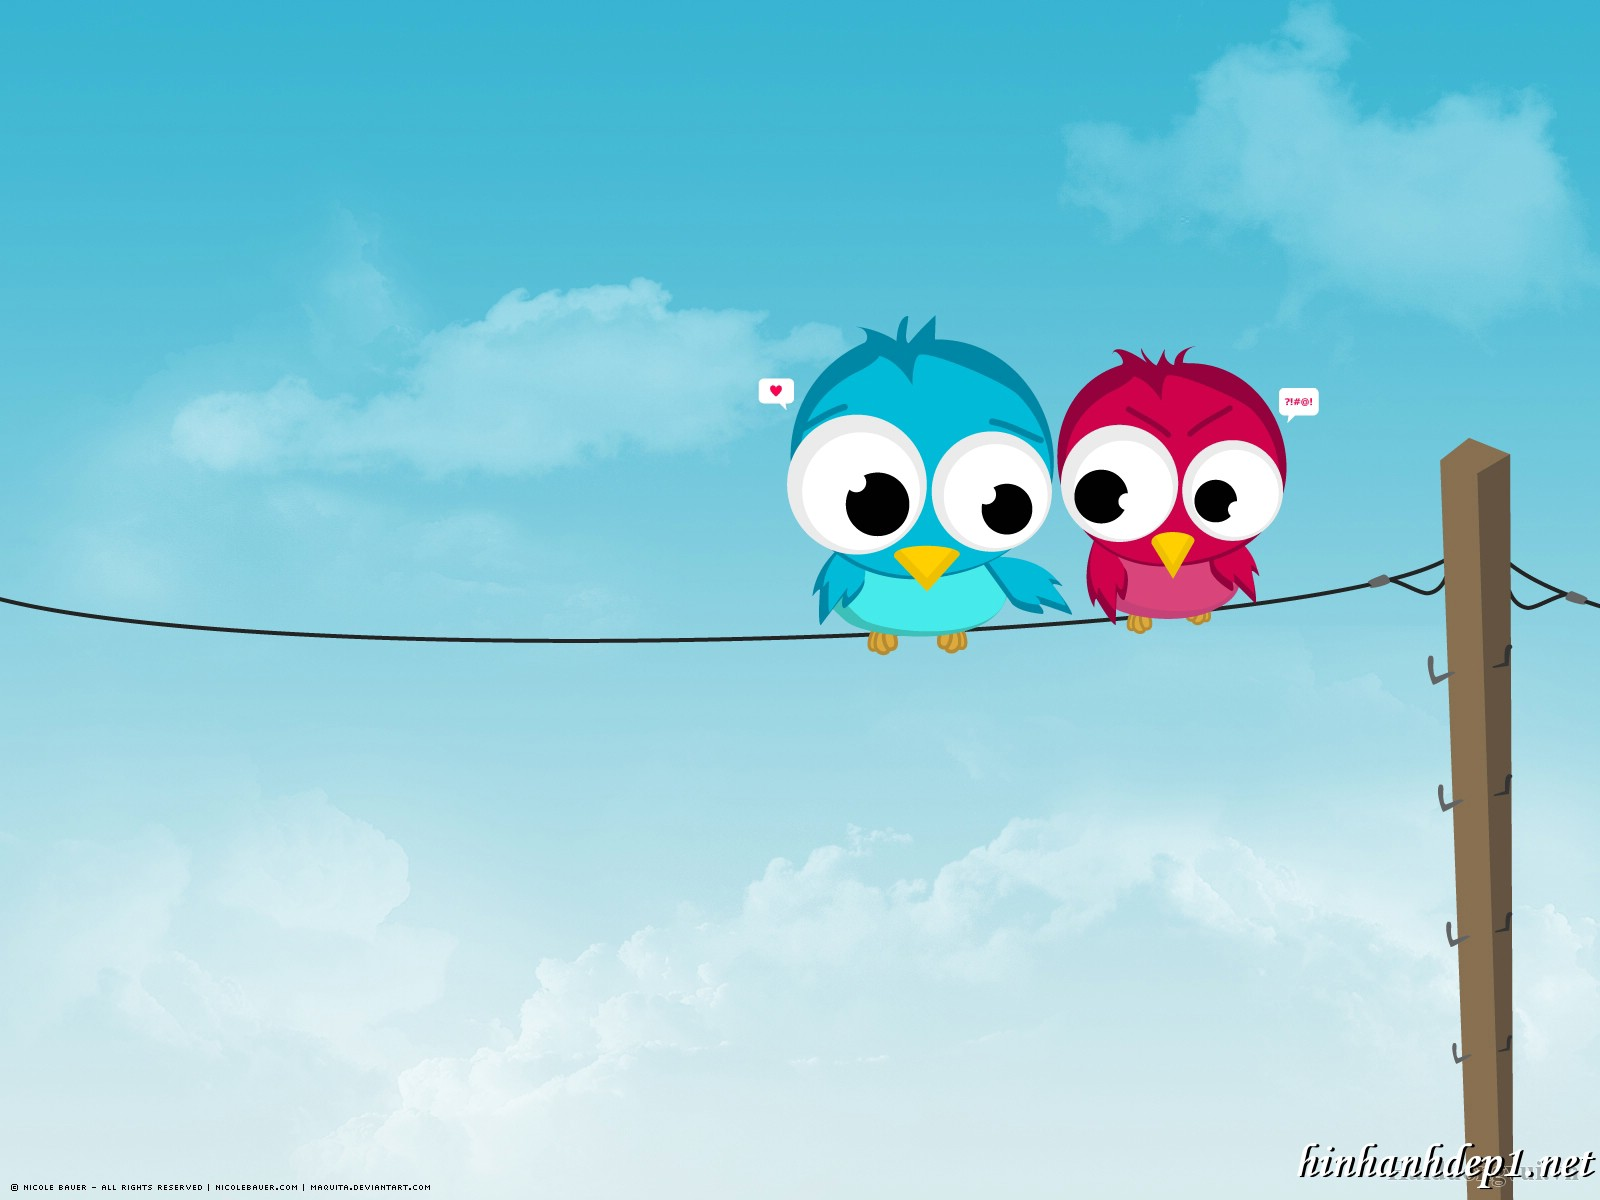 ?!#@!
hinhanhdep1.net
© NICOLE BAUER - ALL RIGHTS RESERVED | NICOLEBAUER.COM | MAQUITA.DEVIANTART.COM